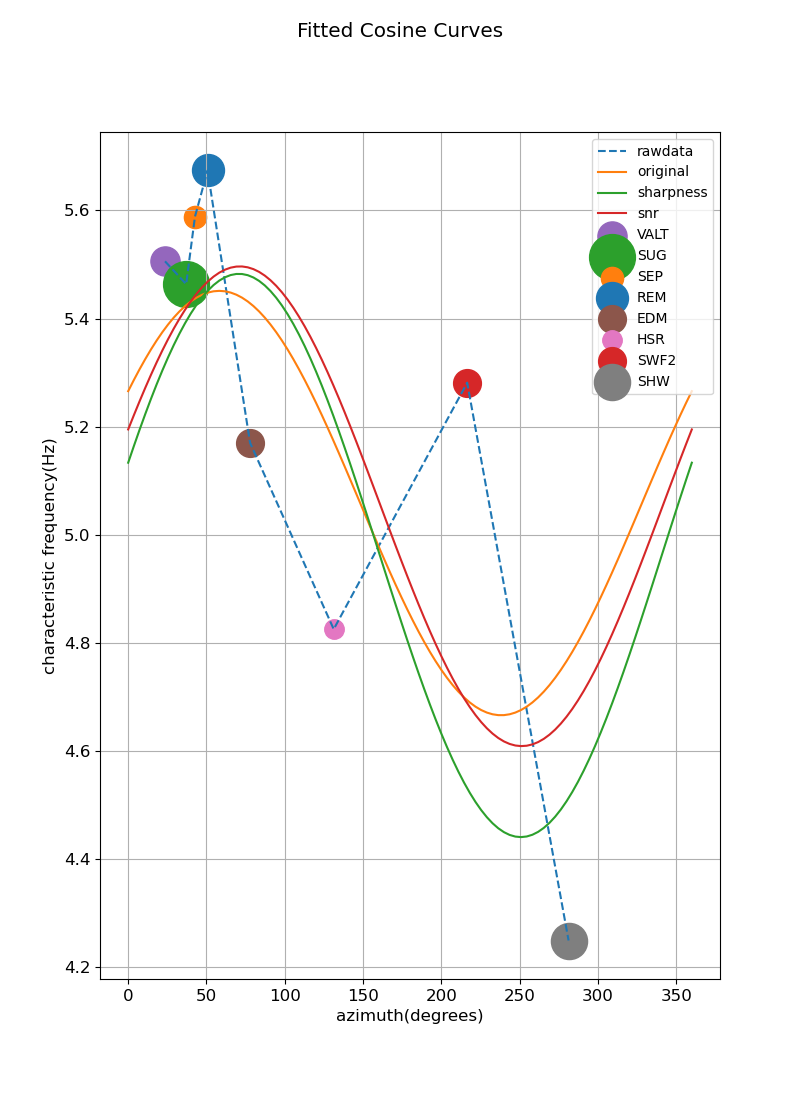 Fitted Cosine Curves
rawdata
original
sharpness
snr
VALT
SUG
SEP
REM
EDM
HSR
SWF2
SHW
5.6
5.4
5.2
5.0
4.8
4.6
4.4
4.2
characteristic frequency(Hz)
0 50 100 150 200 250 300 350
azimuth(degrees)